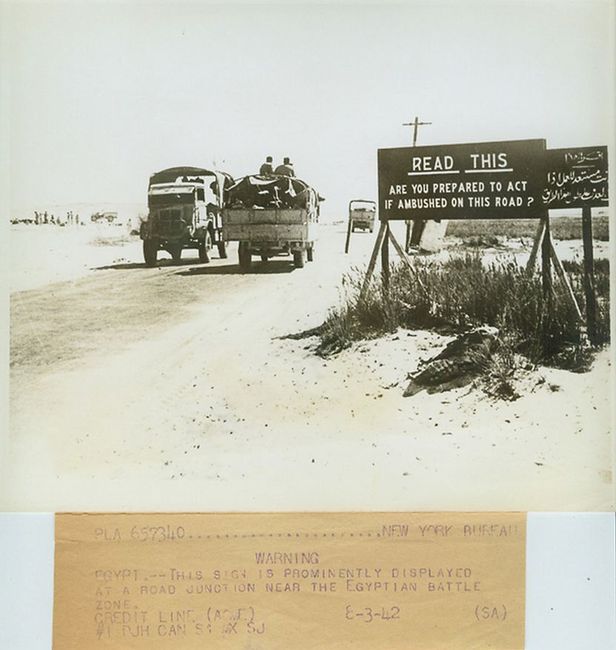 READ THIS
ARE YOU PREPARED TO ACT
IF AMBUSHED ON THIS ROAD ?
PLA 657340 NEW YORK BUREAU
WARNING
EGYPT.--THIS SIGN IS PROMINENTLY DISPLAYED
AT A ROAD JUNCTION NEAR THE EGYPTIAN BATTLE
ZONE.
CREDIT LINE (ACME) 8-3-42 (SA)
CAN SJ